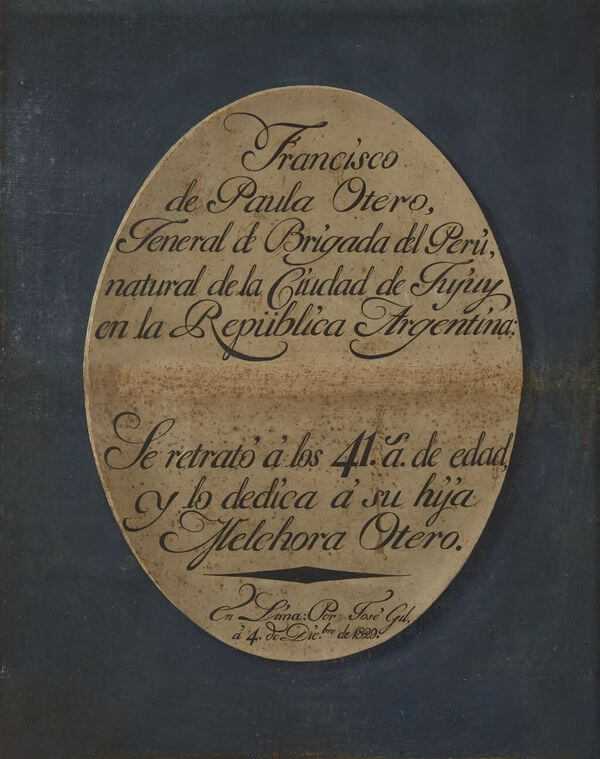 Francisco
de Paula Otero,
Jeneral de Brigada del Perú,
natural de la Ciudad de Jujuy
en la República Argentina:
Se retrató á los 41. a.ˢ de edad,
y lo dedica á su hija
Melchora Otero.
En Lima: Por José Gil.
á 4. de Dic.bre de 1829.